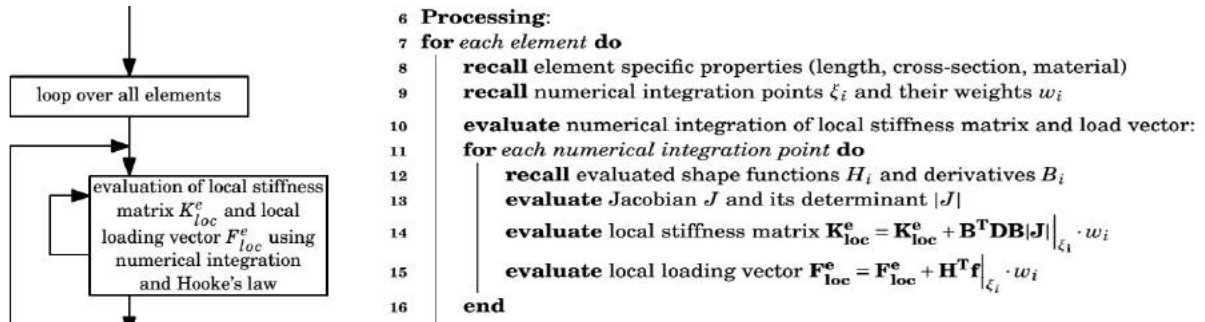 loop over all elements
evaluation of local stiffness
matrix K^e_loc and local
loading vector F^e_loc using
numerical integration
and Hooke's law
6 Processing:
7 for each element do
8 recall element specific properties (length, cross-section, material)
9 recall numerical integration points ξ_i and their weights w_i
10 evaluate numerical integration of local stiffness matrix and load vector:
11 for each numerical integration point do
12 recall evaluated shape functions H_i and derivatives B_i
13 evaluate Jacobian J and its determinant |J|
14 evaluate local stiffness matrix K^e_loc = K^e_loc + B^T DB|J||_ξ_i · w_i
15 evaluate local loading vector F^e_loc = F^e_loc + H^T f|_ξ_i · w_i
16 end